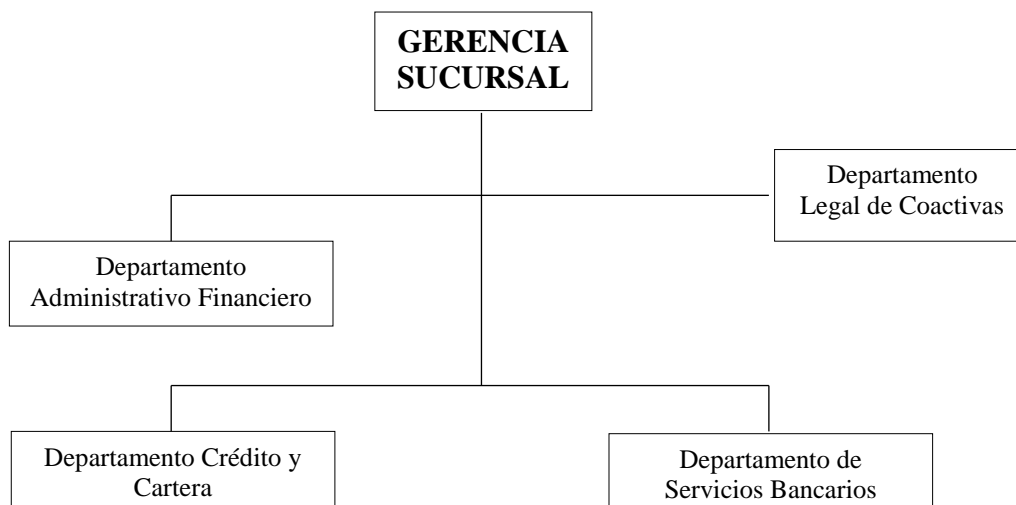 GERENCIA
SUCURSAL
Departamento
Legal de Coactivas
Departamento
Administrativo Financiero
Departamento Crédito y
Cartera
Departamento de
Servicios Bancarios